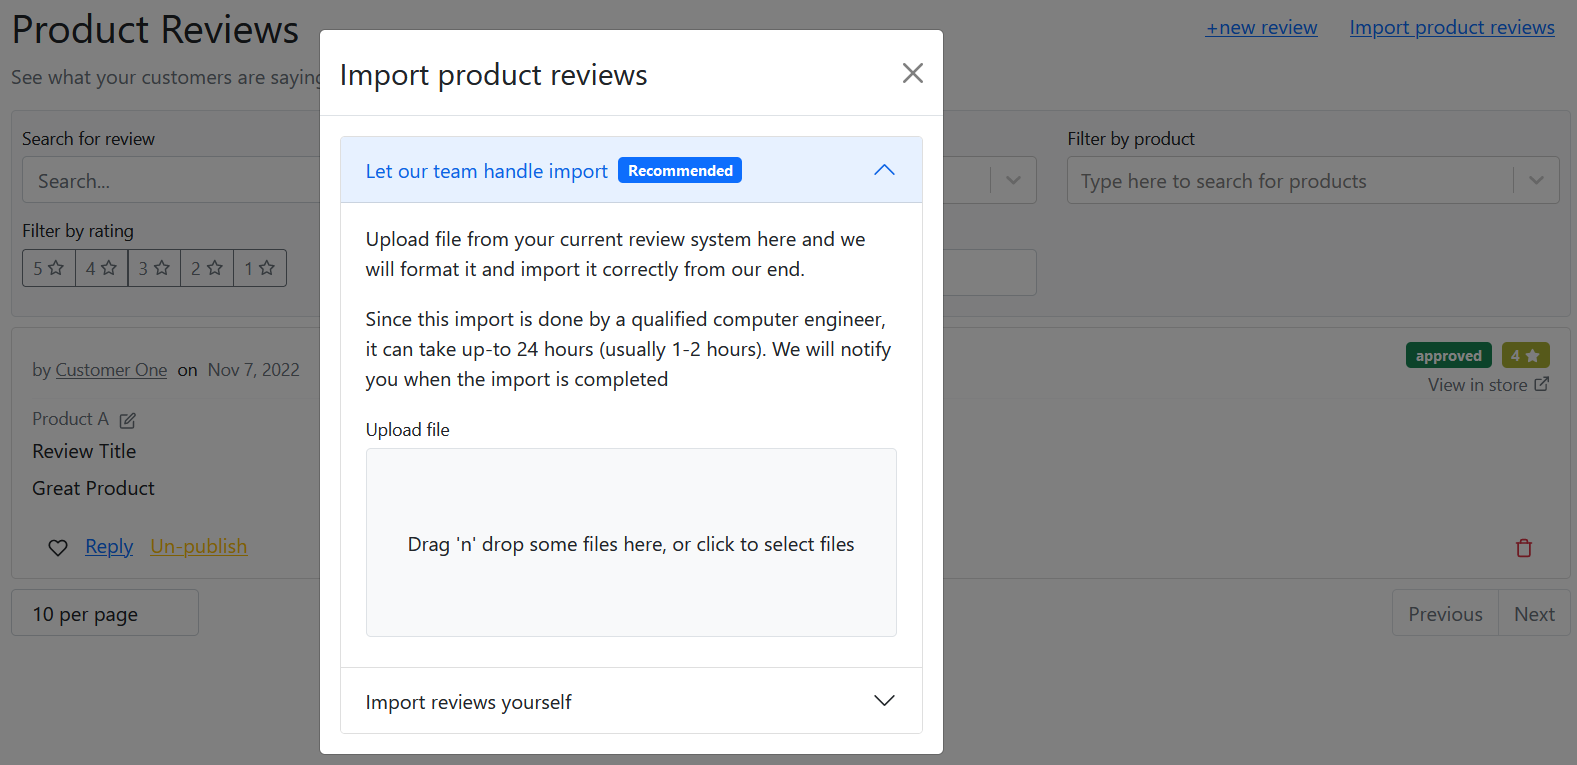 Product Reviews
+new review
Import product reviews
See what your customers are saying
Import product reviews
Search for review
Filter by product
Search...
Type here to search for products
Filter by rating
5
4
3
2
1
Let our team handle import
Recommended
Upload file from your current review system here and we
will format it and import it correctly from our end.
Since this import is done by a qualified computer engineer,
it can take up-to 24 hours (usually 1-2 hours). We will notify
you when the import is completed
Upload file
Drag 'n' drop some files here, or click to select files
Import reviews yourself
by Customer One on Nov 7, 2022
approved
4
View in store
Product A
Review Title
Great Product
Reply
Un-publish
10 per page
Previous
Next